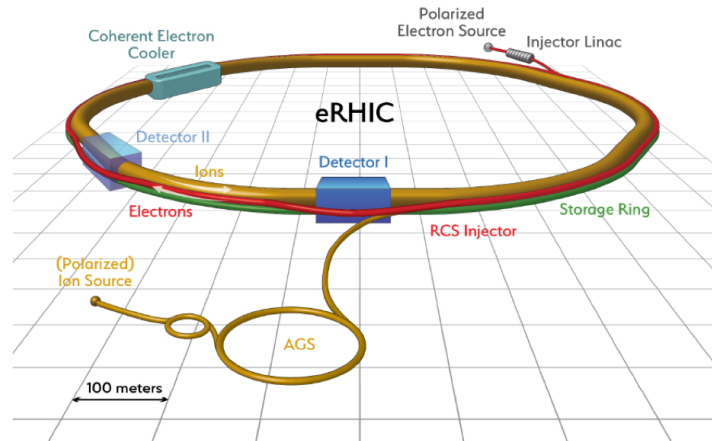 Polarized
Electron Source
Injector Linac
Coherent Electron
Cooler
eRHIC
Detector II
Detector I
Ions
Electrons
Storage Ring
RCS Injector
(Polarized)
Ion Source
AGS
100 meters